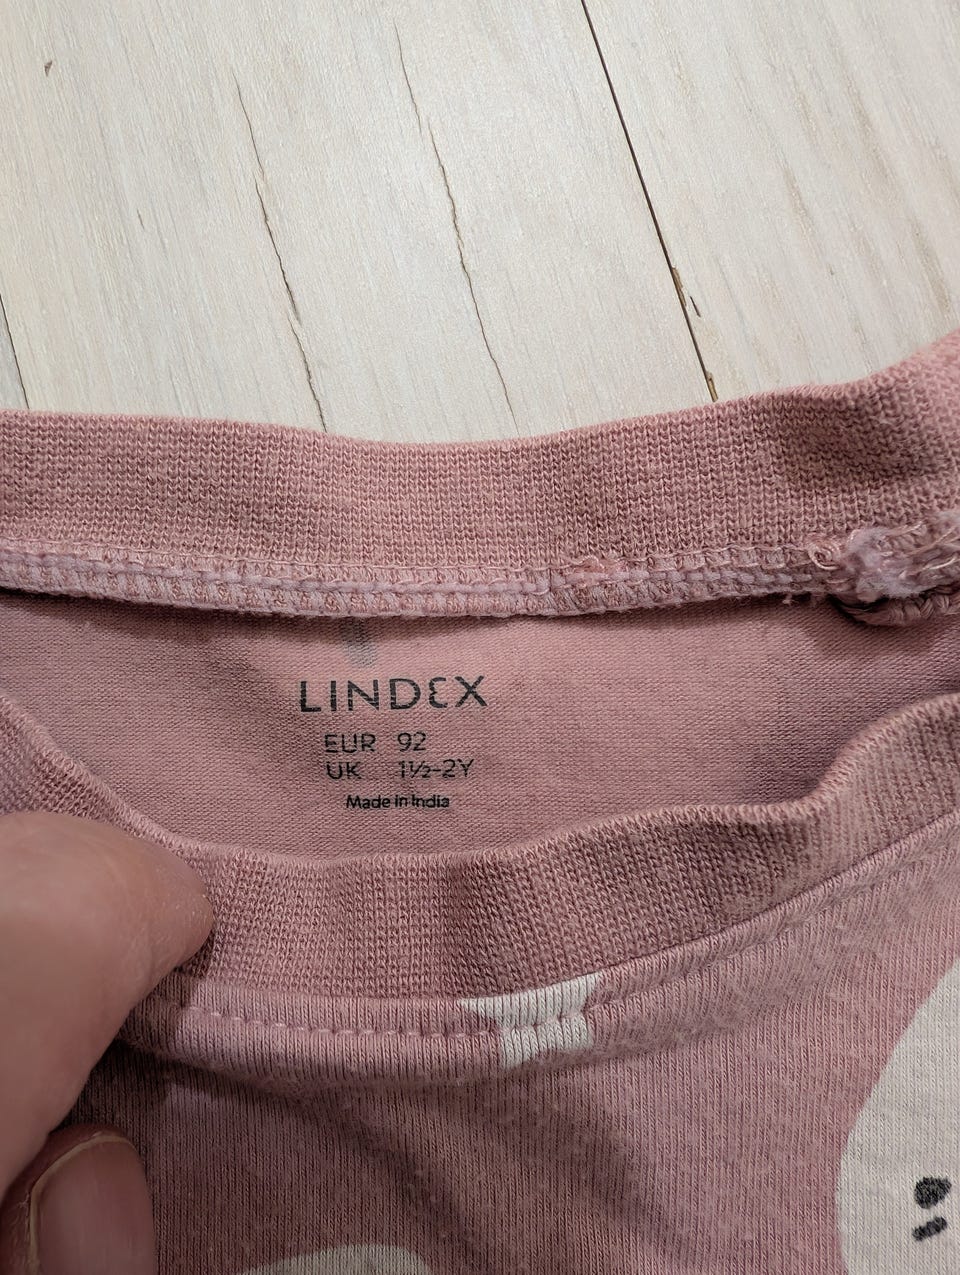 LINDEX
EUR 92
UK 1½-2Y
Made in India